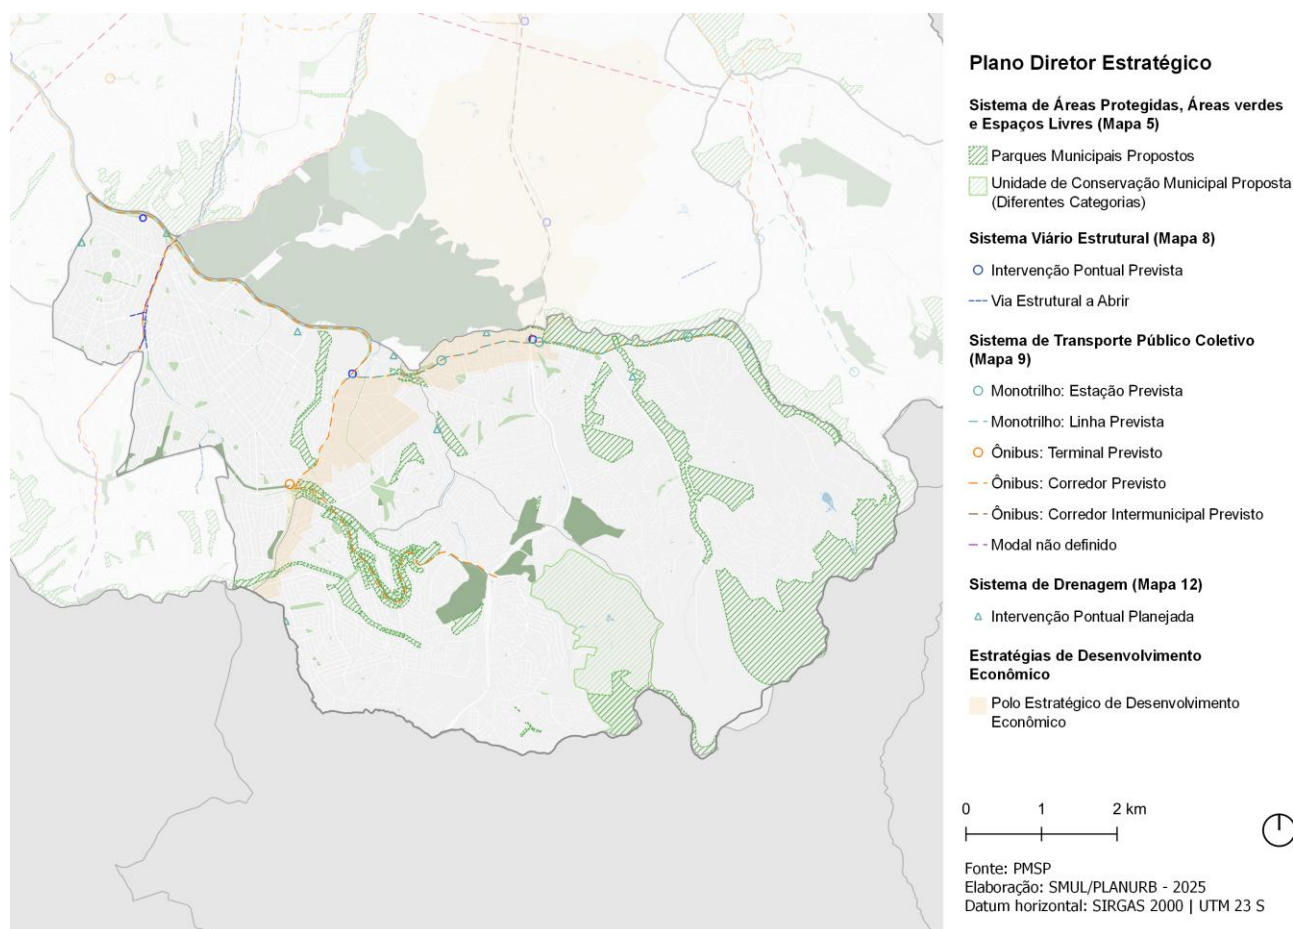 Plano Diretor Estratégico
Sistema de Áreas Protegidas, Áreas verdes
e Espaços Livres (Mapa 5)
Parques Municipais Propostos
Unidade de Conservação Municipal Proposta
(Diferentes Categorias)
Sistema Viário Estrutural (Mapa 8)
Intervenção Pontual Prevista
Via Estrutural a Abrir
Sistema de Transporte Público Coletivo
(Mapa 9)
Monotrilho: Estação Prevista
Monotrilho: Linha Prevista
Ônibus: Terminal Previsto
Ônibus: Corredor Previsto
Ônibus: Corredor Intermunicipal Previsto
Modal não definido
Sistema de Drenagem (Mapa 12)
Intervenção Pontual Planejada
Estratégias de Desenvolvimento
Econômico
Polo Estratégico de Desenvolvimento
Econômico
0 1 2 km
Fonte: PMSP
Elaboração: SMUL/PLANURB - 2025
Datum horizontal: SIRGAS 2000 | UTM 23 S